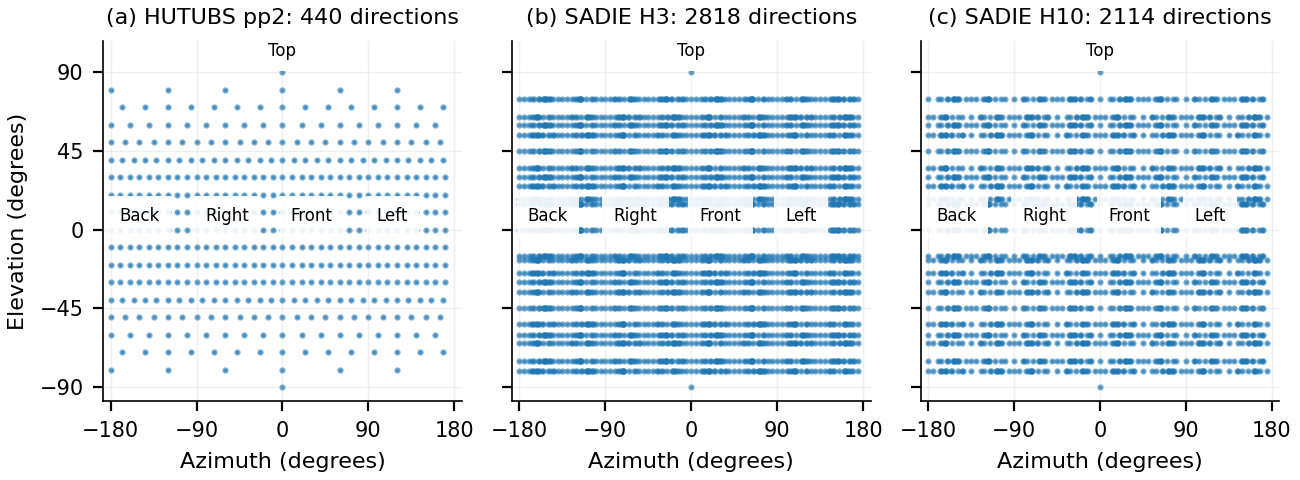 (a) HUTUBS pp2: 440 directions
(b) SADIE H3: 2818 directions
(c) SADIE H10: 2114 directions
Top
Top
Top
Elevation (degrees)
90
45
0
−45
−90
Back Right Front Left
Back Right Front Left
Back Right Front Left
−180 −90 0 90 180
−180 −90 0 90 180
−180 −90 0 90 180
Azimuth (degrees)
Azimuth (degrees)
Azimuth (degrees)